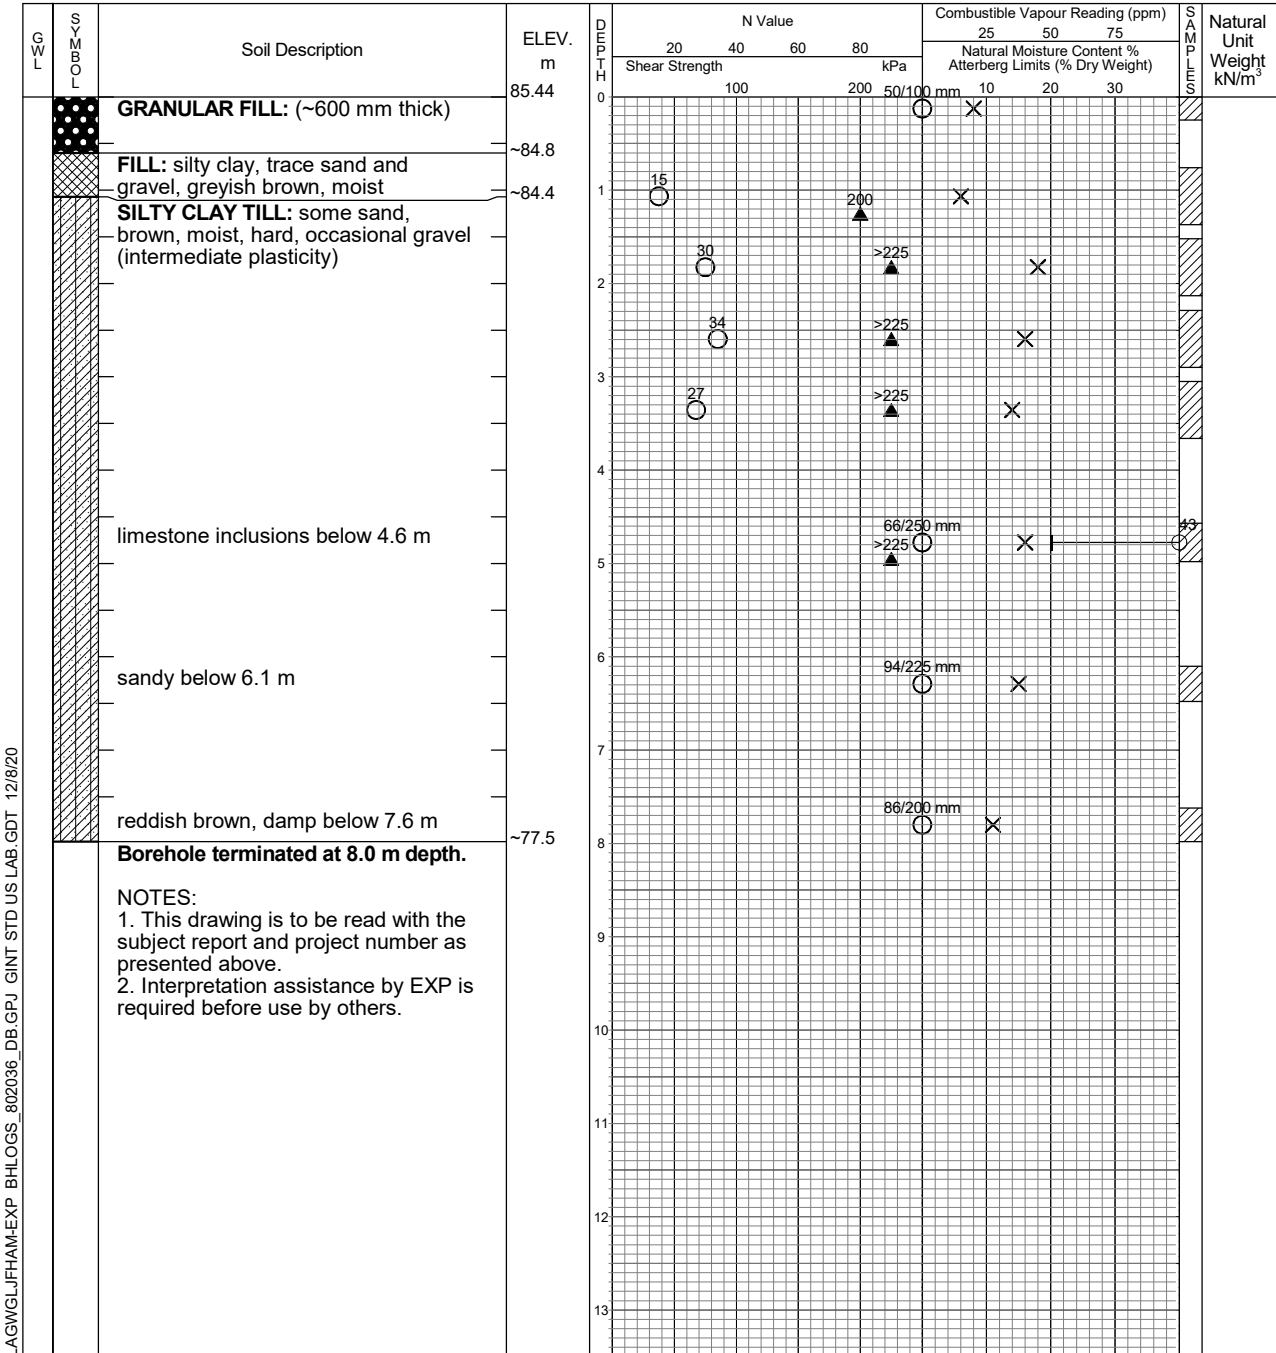 GWL
SYMBOL
Soil Description
ELEV.
m
DEPTH
N Value
20 40 60 80
Shear Strength kPa
100 200
Combustible Vapour Reading (ppm)
25 50 75
Natural Moisture Content %
Atterberg Limits (% Dry Weight)
10 20 30
SAMPLES
Natural
Unit
Weight
kN/m³
85.44
0
50/100 mm
GRANULAR FILL: (~600 mm thick)
~84.8
FILL: silty clay, trace sand and
gravel, greyish brown, moist
~84.4
1
15
200
SILTY CLAY TILL: some sand,
brown, moist, hard, occasional gravel
(intermediate plasticity)
30
>225
2
34
>225
3
27
>225
4
limestone inclusions below 4.6 m
66/250 mm
43
>225
5
6
sandy below 6.1 m
94/225 mm
7
reddish brown, damp below 7.6 m
86/200 mm
~77.5
8
Borehole terminated at 8.0 m depth.
NOTES:
1. This drawing is to be read with the
subject report and project number as
presented above.
2. Interpretation assistance by EXP is
required before use by others.
9
10
11
12
13
AGWGLJFHAM-EXP BHLOGS_802036_DB.GPJ GINT STD US LAB.GDT 12/8/20